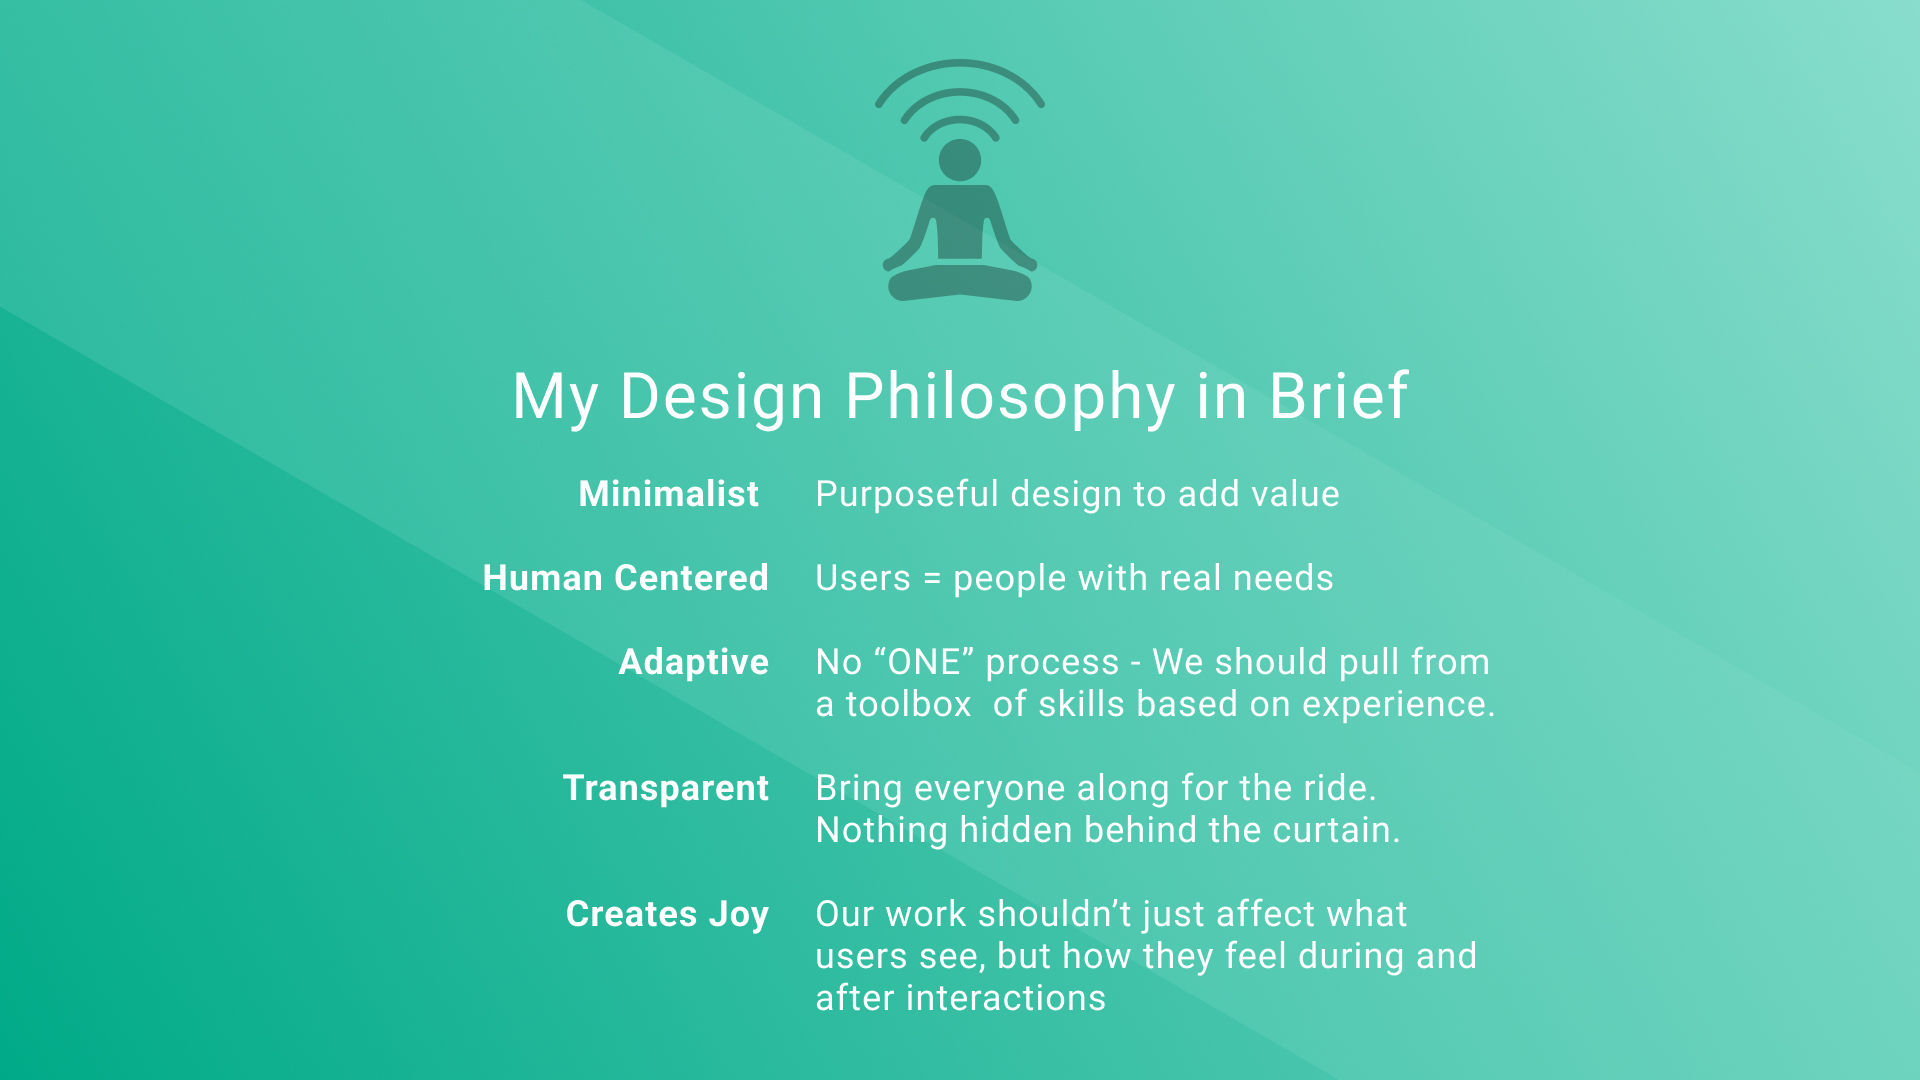 My Design Philosophy in Brief
Minimalist Purposeful design to add value
Human Centered Users = people with real needs
Adaptive No “ONE” process - We should pull from
a toolbox  of skills based on experience.
Transparent Bring everyone along for the ride.
Nothing hidden behind the curtain.
Creates Joy Our work shouldn’t just affect what
users see, but how they feel during and
after interactions